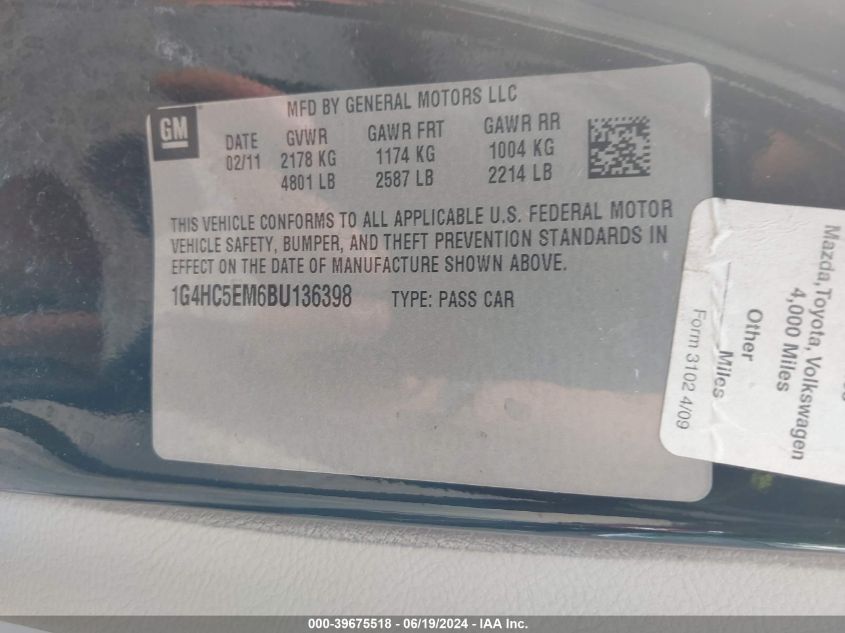 GM
MFD BY GENERAL MOTORS LLC
DATE GVWR GAWR FRT GAWR RR
02/11 2178 KG 1174 KG 1004 KG
4801 LB 2587 LB 2214 LB
THIS VEHICLE CONFORMS TO ALL APPLICABLE U.S. FEDERAL MOTOR
VEHICLE SAFETY, BUMPER, AND THEFT PREVENTION STANDARDS IN
EFFECT ON THE DATE OF MANUFACTURE SHOWN ABOVE.
1G4HC5EM6BU136398 TYPE: PASS CAR
Mazda,Toyota, Volkswagen
4,000 Miles
Other
Miles
Form 3102 4/09
000-39675518 - 06/19/2024 - IAA Inc.